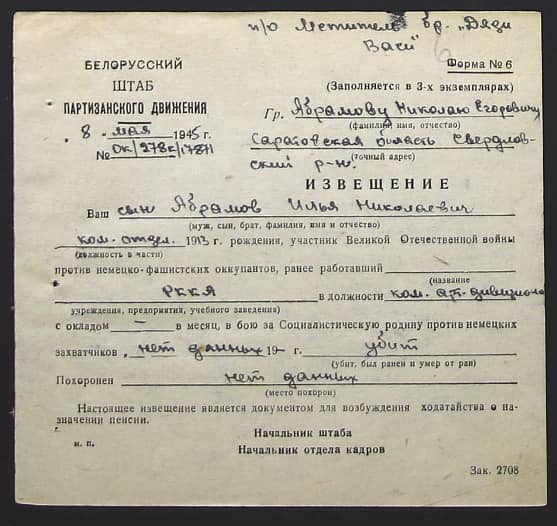 п/о Мститель бр. „Дяди
Васи"
БЕЛОРУССКИЙ
ШТАБ
ПАРТИЗАНСКОГО ДВИЖЕНИЯ
8 мая 1945 г.
№ ОК/278к/17811
Форма № 6
(Заполняется в 3-х экземплярах)
Гр. Абрамову Николаю Егоровичу
(фамилия, имя, отчество)
Саратовская область Свердлов-
ский р-н.
(точный адрес)
ИЗВЕЩЕНИЕ
Ваш сын Абрамов Илья Николаевич
(муж, сын, брат, фамилия, имя и отчество)
ком. отдел. 1913 г. рождения, участник Великой Отечественной войны
(должность в части)
против немецко-фашистских оккупантов, ранее работавший
(название
РККА в должности ком. арт. дивизиона
учреждения, предприятия, учебного заведения)
с окладом — в месяц, в бою за Социалистическую родину против немецких
захватчиков „нет данных 19- г. убит
(убит, был ранен и умер от ран)
Похоронен нет данных
(место похорон)
Настоящее извещение является документом для возбуждения ходатайства о на-
значении пенсии.
Начальник штаба
м. п.
Начальник отдела кадров
Зак. 2708